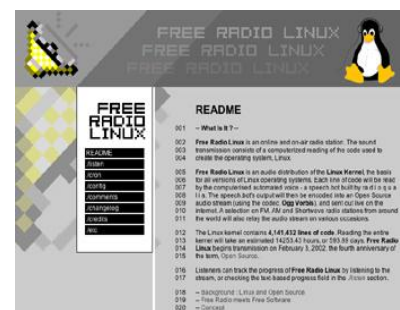 FREE RADIO LINUX
FREE RADIO LINUX
FREE RADIO LINUX
FREE
RADIO
LINUX
README
/listen
/cron
/config
/comments
/changelog
/credits
/etc
README
001 -- What is It ? --
002 Free Radio Linux is an online and on-air radio station. The sound
003 transmission consists of a computerized reading of the code used to
004 create the operating system, Linux.
005 Free Radio Linux is an audio distribution of the Linux Kernel, the basis
006 for all versions of Linux operating systems. Each line of code will be read
007 by the computerised automated voice - a speech bot built by r a d i o q u a
008 l i a. The speech.bot's output will then be encoded into an Open Source
009 audio stream (using the codec, Ogg Vorbis), and sent out live on the
010 internet. A selection on FM, AM and Shortwave radio stations from around
011 the world will also relay the audio stream on various occasions.
012 The Linux kernel contains 4,141,432 lines of code. Reading the entire
013 kernel will take an estimated 14253.43 hours, or 593.89 days. Free Radio
014 Linux begins transmission on February 3, 2002, the fourth anniversary of
015 the term, Open Source.
016 Listeners can track the progress of Free Radio Linux by listening to the
017 stream, or checking the text-based progress field in the ./listen section.
018 -- Background : Linux and Open Source
019 -- Free Radio meets Free Software
020 -- Concept